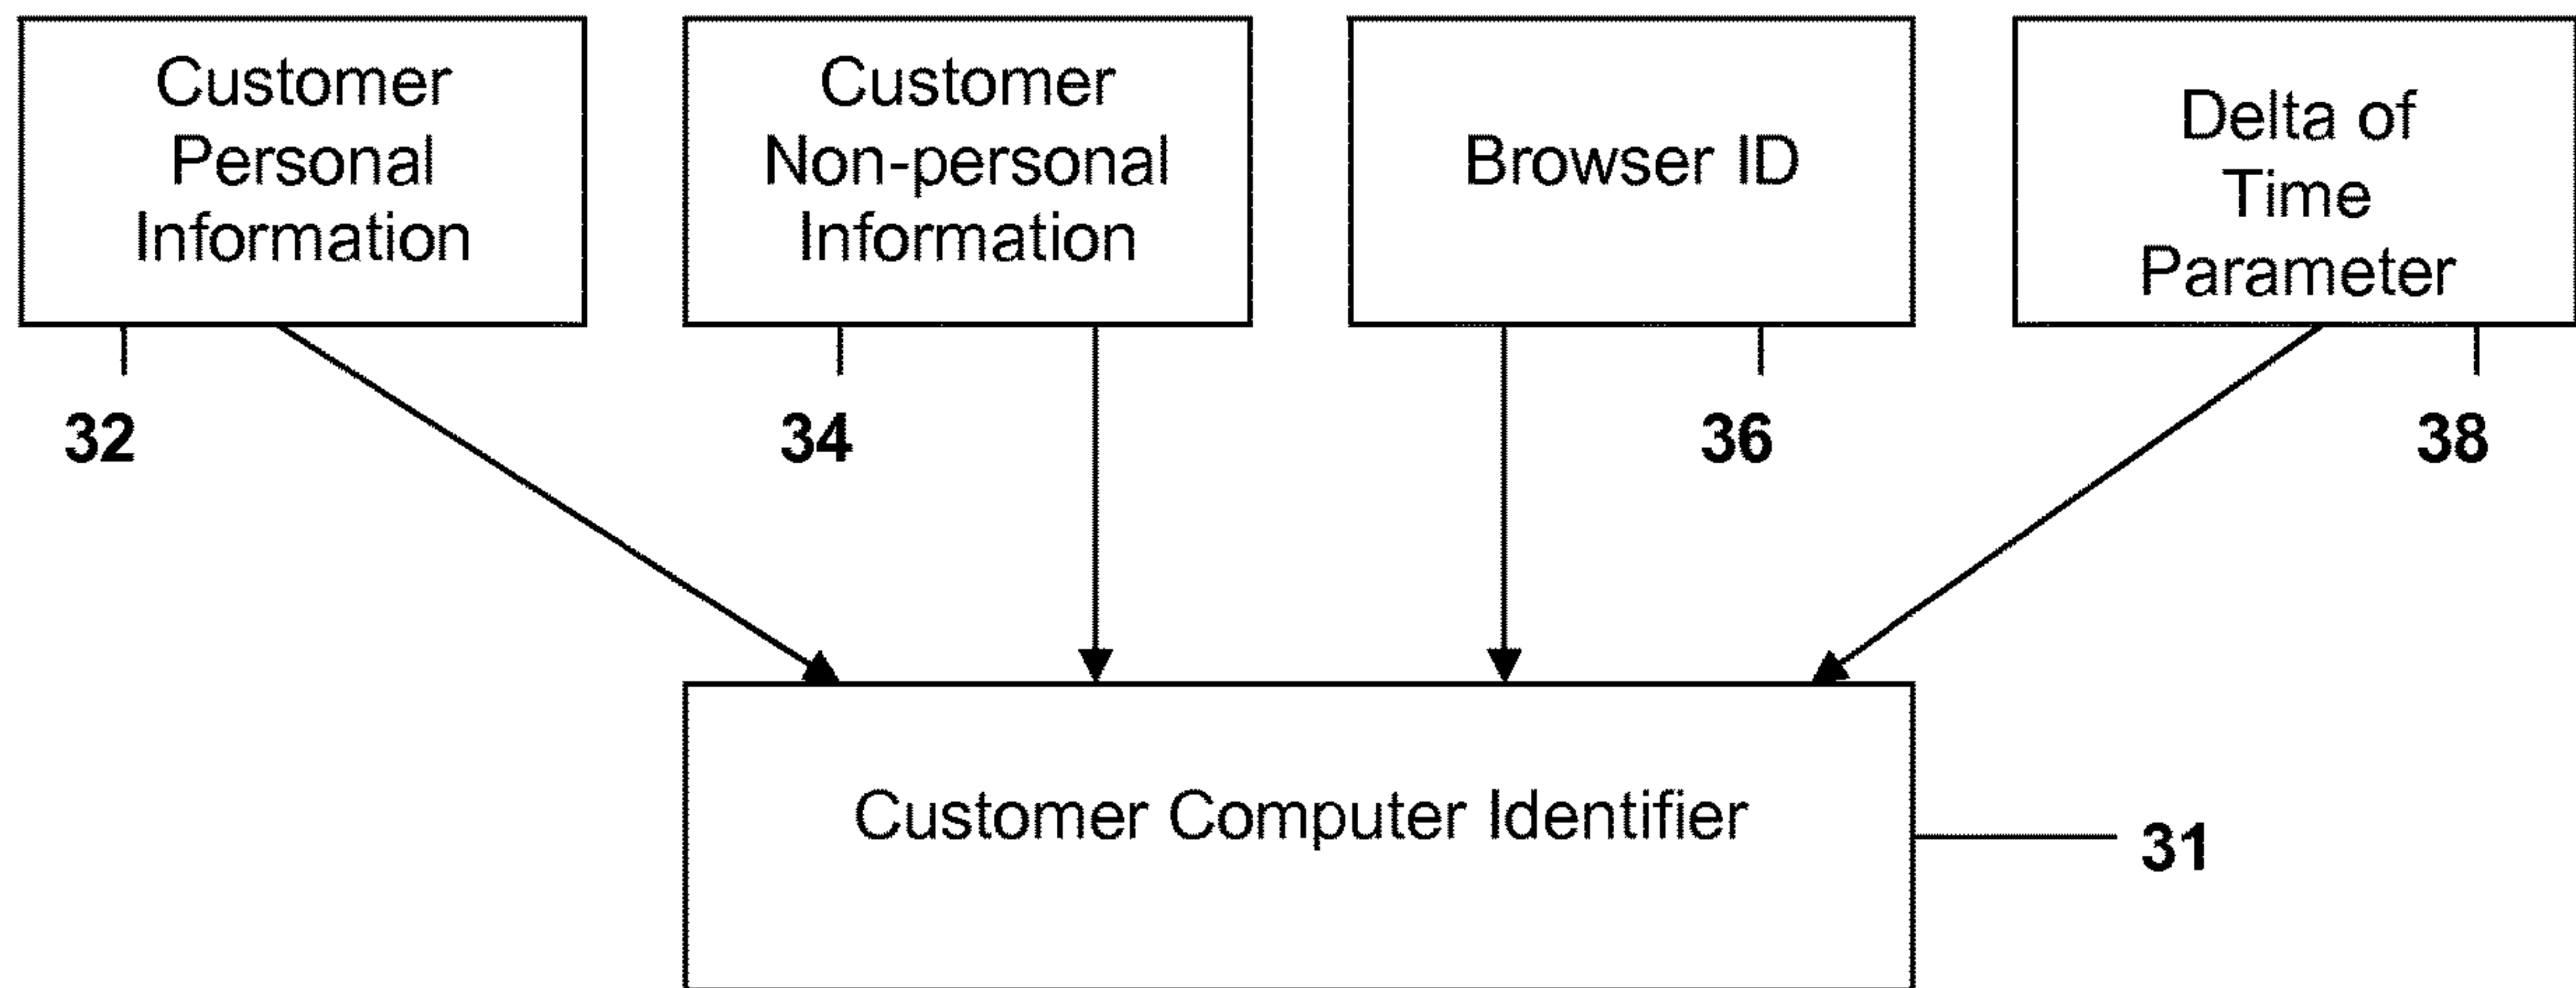 Customer
Personal
Information
Customer
Non-personal
Information
Browser ID
Delta of
Time
Parameter
32
34
36
38
Customer Computer Identifier
31